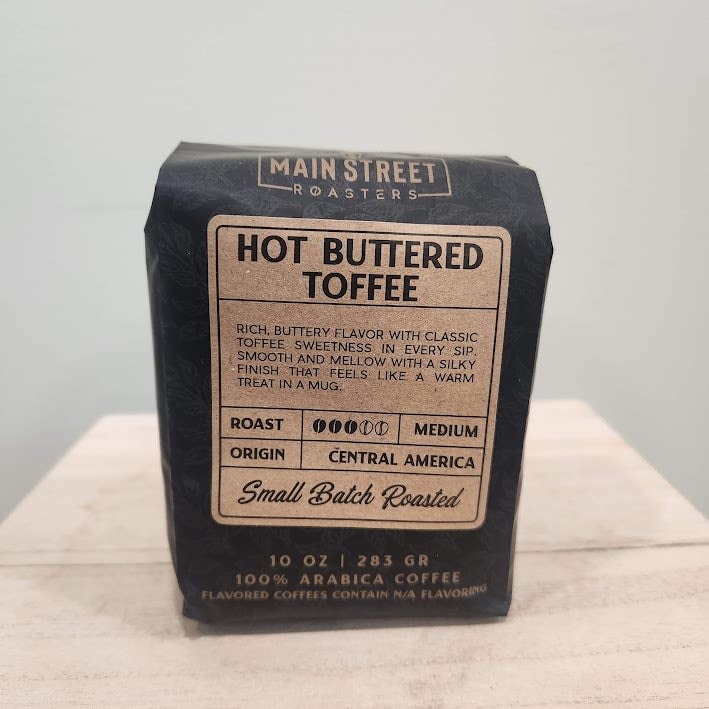 MAIN STREET
ROASTERS
HOT BUTTERED
TOFFEE
RICH, BUTTERY FLAVOR WITH CLASSIC
TOFFEE SWEETNESS IN EVERY SIP.
SMOOTH AND MELLOW WITH A SILKY
FINISH THAT FEELS LIKE A WARM
TREAT IN A MUG.
ROAST MEDIUM
ORIGIN CENTRAL AMERICA
Small Batch Roasted
10 OZ | 283 GR
100% ARABICA COFFEE
FLAVORED COFFEES CONTAIN N/A FLAVORING